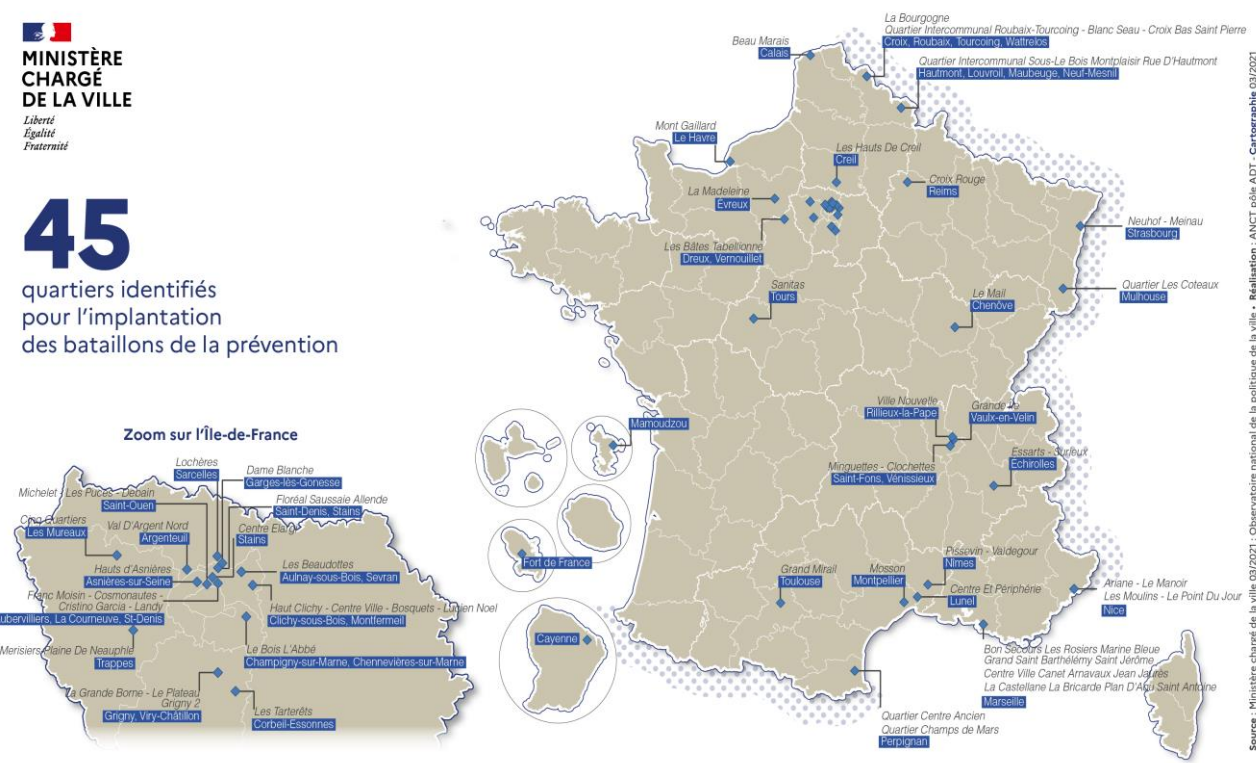 MINISTÈRE
CHARGÉ
DE LA VILLE
Liberté
Égalité
Fraternité
45
quartiers identifiés
pour l'implantation
des bataillons de la prévention
La Bourgogne
Quartier Intercommunal Roubaix-Tourcoing - Blanc Seau - Croix Bas Saint Pierre
Croix, Roubaix, Tourcoing, Wattrelos
Beau Marais
Calais
Quartier Intercommunal Sous-Le Bois Montplaisir Rue D'Hautmont
Hautmont, Louvroil, Maubeuge, Neuf-Mesnil
Mont Gaillard
Le Havre
Les Hauts De Creil
Creil
Croix Rouge
Reims
La Madeleine
Évreux
Neuhof - Meinau
Strasbourg
Les Bâtes Tabellionne
Dreux, Vernouillet
Sanitas
Tours
Quartier Les Coteaux
Mulhouse
Le Mail
Chenôve
Ville Nouvelle
Rillieux-la-Pape
Grande
Vaulx-en-Velin
Mamoudzou
Minguettes - Clochettes
Saint-Fons, Vénissieux
Essarts - Surieux
Échirolles
Fort de France
Cayenne
Grand Mirail
Toulouse
Mosson
Montpellier
Pissevin - Valdegour
Nîmes
Centre Et Périphérie
Lunel
Ariane - Le Manoir
Les Moulins - Le Point Du Jour
Nice
Bon Secours Les Rosiers Marine Bleue
Grand Saint Barthélémy Saint Jérôme
Centre Ville Canet Arnavaux Jean Jaurès
La Castellane La Bricarde Plan D'Aou Saint Antoine
Marseille
Quartier Centre Ancien
Quartier Champs de Mars
Perpignan
Zoom sur l'Île-de-France
Lochères
Sarcelles
Dame Blanche
Garges-lès-Gonesse
Michelet - Les Puces - Debain
Saint-Ouen
Floréal Saussaie Allende
Saint-Denis, Stains
Cinq Quartiers
Les Mureaux
Val D'Argent Nord
Argenteuil
Centre Elargi
Stains
Hauts d'Asnières
Asnières-sur-Seine
Les Beaudottes
Aulnay-sous-Bois, Sevran
Franc Moisin - Cosmonautes -
Cristino Garcia - Landy
ubervilliers, La Courneuve, St-Denis
Haut Clichy - Centre Ville - Bosquets - Lucien Noel
Clichy-sous-Bois, Montfermeil
Merisiers Plaine De Neauphle
Trappes
Le Bois L'Abbé
Champigny-sur-Marne, Chennevières-sur-Marne
La Grande Borne - Le Plateau
Grigny 2
Grigny, Viry-Châtillon
Les Tarterêts
Corbeil-Essonnes
Source : Ministère chargé de la ville 03/2021 : Observatoire national de la politique de la ville • Réalisation : ANCT pôle ADT - Cartographie 03/2021